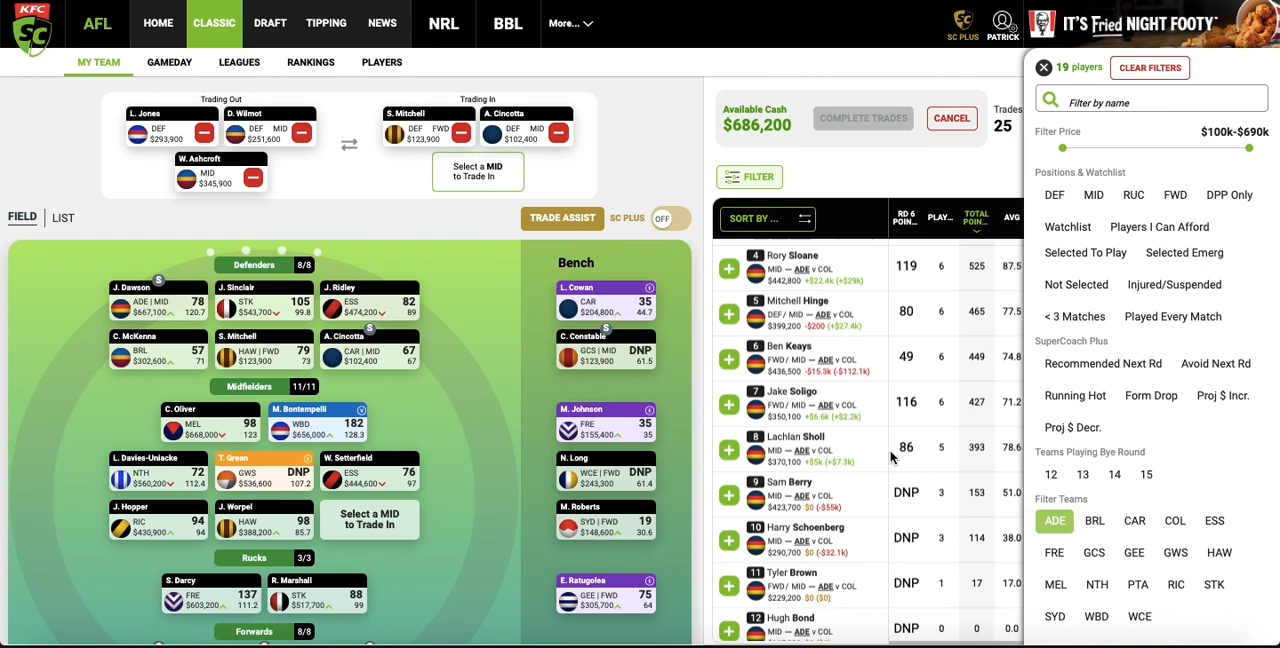 KFC
SC
AFL
HOME
CLASSIC
DRAFT
TIPPING
NEWS
NRL
BBL
More...
SC PLUS
PATRICK
KFC
IT'S Fried NIGHT FOOTY
MY TEAM
GAMEDAY
LEAGUES
RANKINGS
PLAYERS
Trading Out
L. Jones
DEF
$293,900
D. Wilmot
DEF MID
$251,600
W. Ashcroft
MID
$345,900
Trading In
S. Mitchell
DEF FWD
$123,900
A. Cincotta
DEF MID
$102,400
Select a MID
to Trade In
FIELD
LIST
TRADE ASSIST
SC PLUS
OFF
Defenders 8/8
J. Dawson S
ADE | MID 78
$667,100 120.7
J. Sinclair
STK 105
$543,700 99.8
J. Ridley
ESS 82
$474,200 89
C. McKenna
BRL 57
$302,600 71
S. Mitchell
HAW | FWD 79
$123,900 73
A. Cincotta S
CAR | MID 67
$102,400 67
Midfielders 11/11
C. Oliver
MEL 98
$668,000 123
M. Bontempelli V
WBD 182
$656,000 128.3
L. Davies-Uniacke
NTH 72
$560,200 112.4
T. Green C
GWS DNP
$536,600 107.2
W. Setterfield
ESS 76
$444,600 97
J. Hopper
RIC 94
$430,900 94
J. Worpel
HAW 98
$388,200 85.7
Select a MID
to Trade In
Rucks 3/3
S. Darcy
FRE 137
$603,200 111.2
R. Marshall
STK 88
$517,700 99
Forwards 8/8
Bench
L. Cowan
CAR 35
$204,800 44.7
C. Constable S
GCS | MID DNP
$123,900 61.5
M. Johnson
FRE 35
$155,400 35
N. Long
WCE | FWD DNP
$243,300 61.4
M. Roberts
SYD | FWD 19
$148,600 30.6
E. Ratugolea
GEE | FWD 75
$305,700 64
Available Cash
$686,200
COMPLETE TRADES
CANCEL
Trades
25
FILTER
SORT BY ...
RD 6
POIN...
PLAY...
TOTAL
POIN...
AVG
4 Rory Sloane
MID — ADE v COL
$442,800 +$22.4k (+$29k)
119 6 525 87.5
5 Mitchell Hinge
DEF/ MID — ADE v COL
$399,200 -$200 (+$27.4k)
80 6 465 77.5
6 Ben Keays
FWD/ MID — ADE v COL
$436,500 -$15.3k (-$112.1k)
49 6 449 74.8
7 Jake Soligo
FWD/ MID — ADE v COL
$350,100 +$6.6k (+$2.2k)
116 6 427 71.2
8 Lachlan Sholl
MID — ADE v COL
$370,100 +$5k (+$7.3k)
86 5 393 78.6
9 Sam Berry
MID — ADE v COL
$423,700 $0 (-$55k)
DNP 3 153 51.0
10 Harry Schoenberg
MID — ADE v COL
$290,700 $0 (-$32.1k)
DNP 3 114 38.0
11 Tyler Brown
FWD/ MID — ADE v COL
$229,200 $0 ($0)
DNP 1 17 17.0
12 Hugh Bond
MID — ADE v COL
DNP 0 0 0.0
19 players
CLEAR FILTERS
Filter by name
Filter Price $100k-$690k
Positions & Watchlist
DEF MID RUC FWD DPP Only
Watchlist Players I Can Afford
Selected To Play Selected Emerg
Not Selected Injured/Suspended
< 3 Matches Played Every Match
SuperCoach Plus
Recommended Next Rd Avoid Next Rd
Running Hot Form Drop Proj $ Incr.
Proj $ Decr.
Teams Playing Bye Round
12 13 14 15
Filter Teams
ADE BRL CAR COL ESS
FRE GCS GEE GWS HAW
MEL NTH PTA RIC STK
SYD WBD WCE